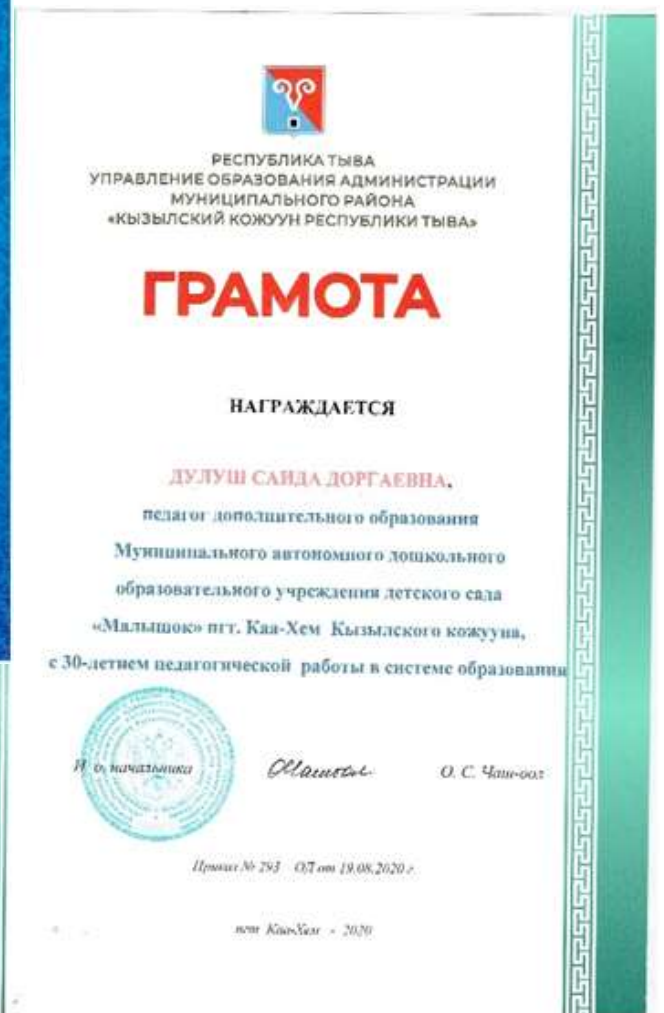 РЕСПУБЛИКА ТЫВА
УПРАВЛЕНИЕ ОБРАЗОВАНИЯ АДМИНИСТРАЦИИ
МУНИЦИПАЛЬНОГО РАЙОНА
«КЫЗЫЛСКИЙ КОЖУУН РЕСПУБЛИКИ ТЫВА»
ГРАМОТА
НАГРАЖДАЕТСЯ
ДУЛУШ САИДА ДОРГАЕВНА,
педагог дополнительного образования
Муниципального автономного дошкольного
образовательного учреждения детского сада
«Малышок» пгт. Каа-Хем Кызылского кожууна,
с 30-летием педагогической работы в системе образования
И. о. начальника О. С. Чаш-оол
Приказ № 293 ОД от 19.08.2020 г.
пгт Каа-Хем - 2020